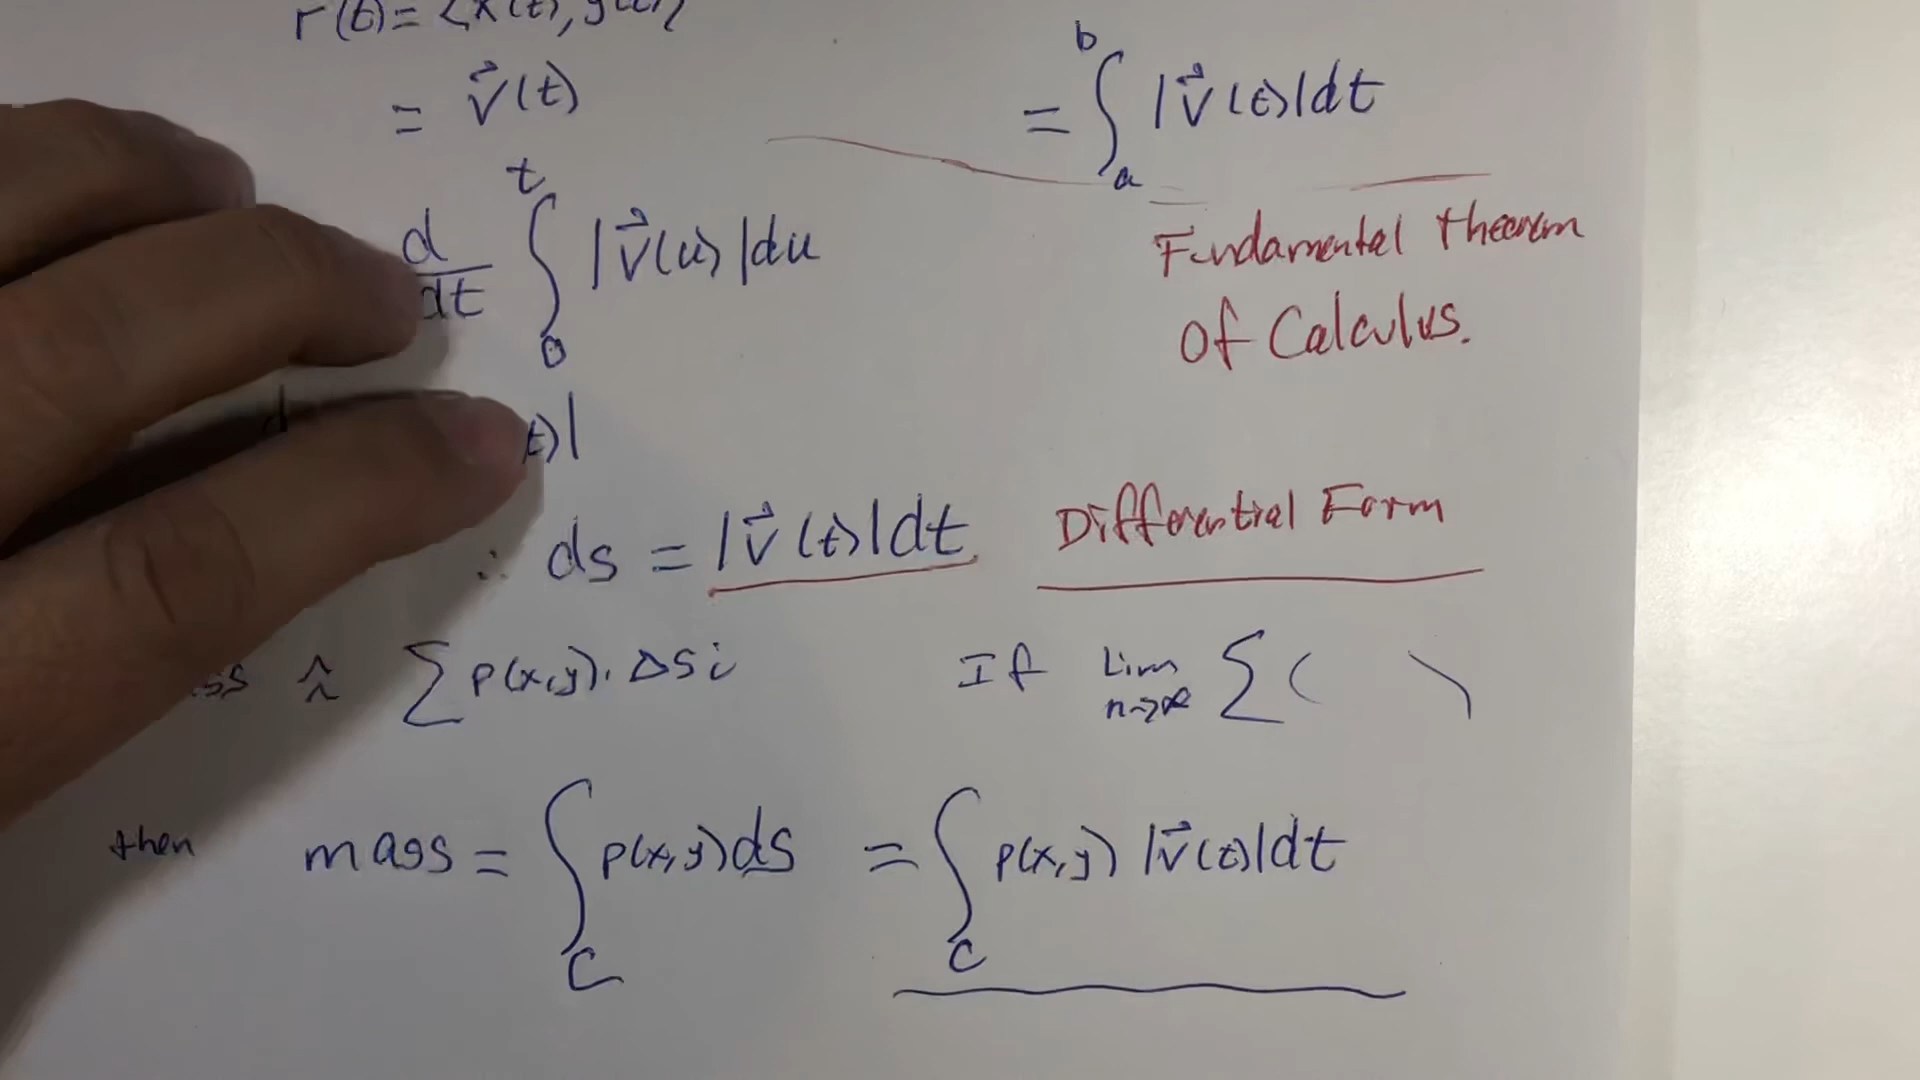 r(t) = <x(t), y(t)>
= v⃗(t)
= ∫_a^b |v⃗(t)|dt
d/dt ∫_0^t |v⃗(u)|du
Fundamental theorem
of Calculus.
d t)|
∴ ds = |v⃗(t)|dt
Differential Form
ss ≈ ∑ p(x,y)·Δsi If Lim n→∞ ∑( )
then mass = ∫_C p(x,y)ds = ∫_C p(x,y) |v⃗(t)|dt